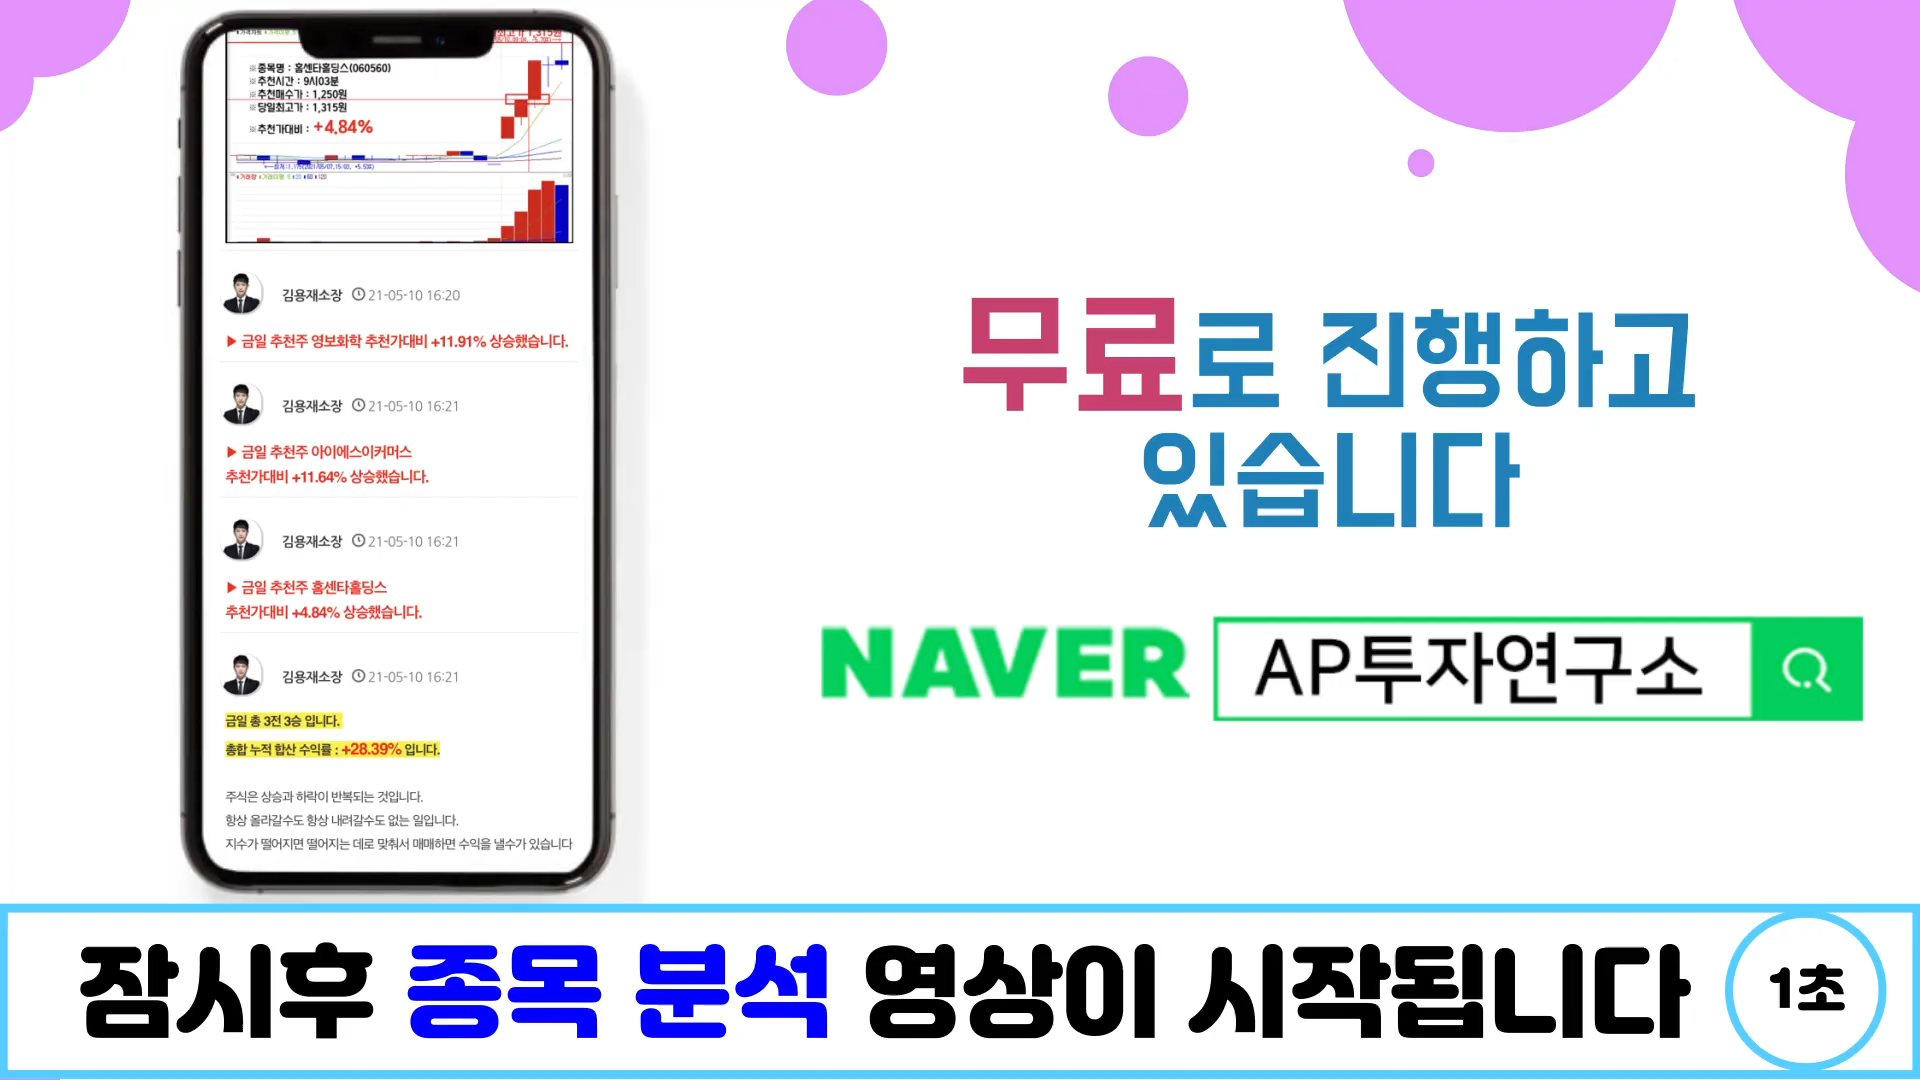 ※종목명 : 홈센타홀딩스(060560)
※추천시간 : 9시03분
※추천매수가 : 1,250원
※당일최고가 : 1,315원
※추천가대비 : +4.84%
김용재소장 21-05-10 16:20
▶ 금일 추천주 영보화학 추천가대비 +11.91% 상승했습니다.
김용재소장 21-05-10 16:21
▶ 금일 추천주 아이에스이커머스
추천가대비 +11.64% 상승했습니다.
김용재소장 21-05-10 16:21
▶ 금일 추천주 홈센타홀딩스
추천가대비 +4.84% 상승했습니다.
김용재소장 21-05-10 16:21
금일 총 3전 3승 입니다.
총합 누적 합산 수익률 : +28.39% 입니다.
주식은 상승과 하락이 반복되는 것입니다.
항상 올라갈수도 항상 내려갈수도 없는 일입니다.
지수가 떨어지면 떨어지는 데로 맞춰서 매매하면 수익을 낼수가 있습니다
무료로 진행하고
있습니다
NAVER AP투자연구소
잠시후 종목 분석 영상이 시작됩니다 1초